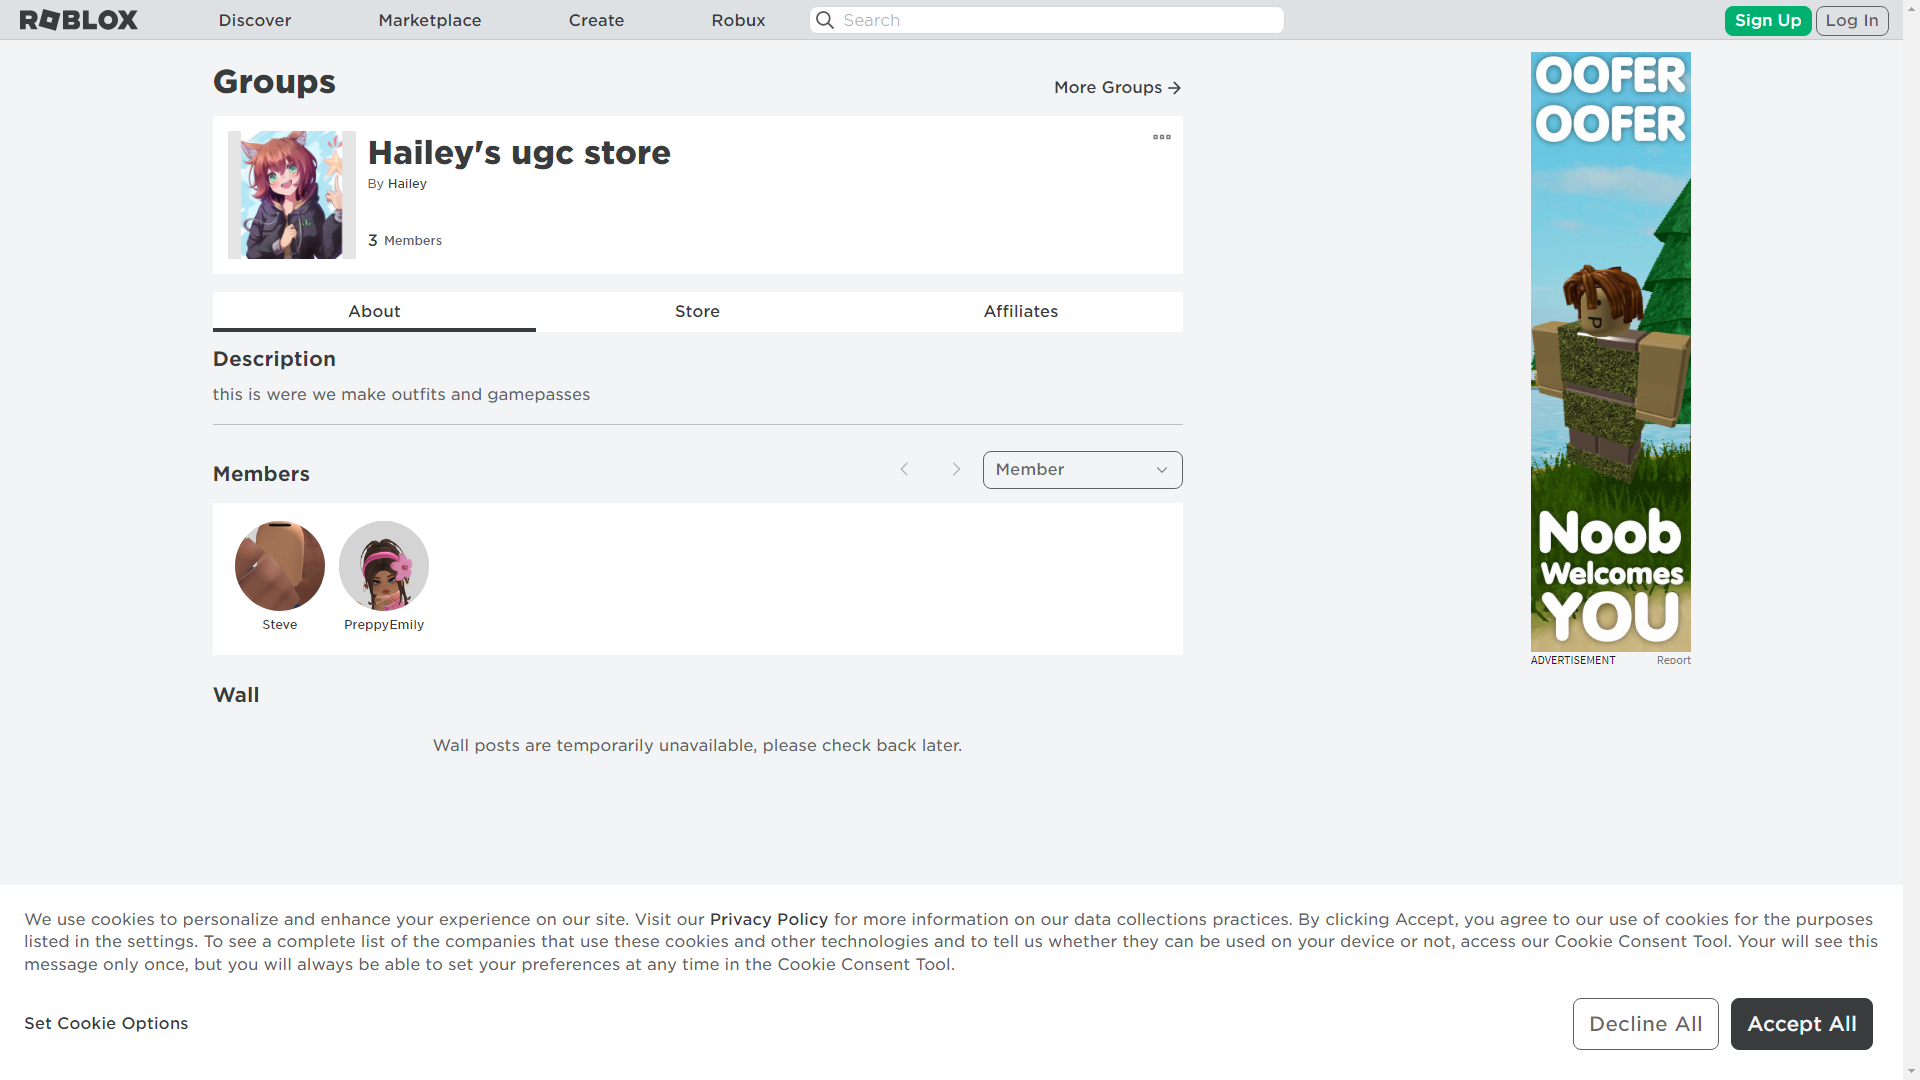 ROBLOX
Discover
Marketplace
Create
Robux
Search
Sign Up
Log In
Groups
More Groups
Hailey's ugc store
By Hailey
3 Members
About
Store
Affiliates
Description
this is were we make outfits and gamepasses
Members
Member
Steve
PreppyEmily
Wall
Wall posts are temporarily unavailable, please check back later.
OOFER
OOFER
Noob
Welcomes
YOU
ADVERTISEMENT
Report
We use cookies to personalize and enhance your experience on our site. Visit our Privacy Policy for more information on our data collections practices. By clicking Accept, you agree to our use of cookies for the purposes
listed in the settings. To see a complete list of the companies that use these cookies and other technologies and to tell us whether they can be used on your device or not, access our Cookie Consent Tool. Your will see this
message only once, but you will always be able to set your preferences at any time in the Cookie Consent Tool.
Set Cookie Options
Decline All
Accept All